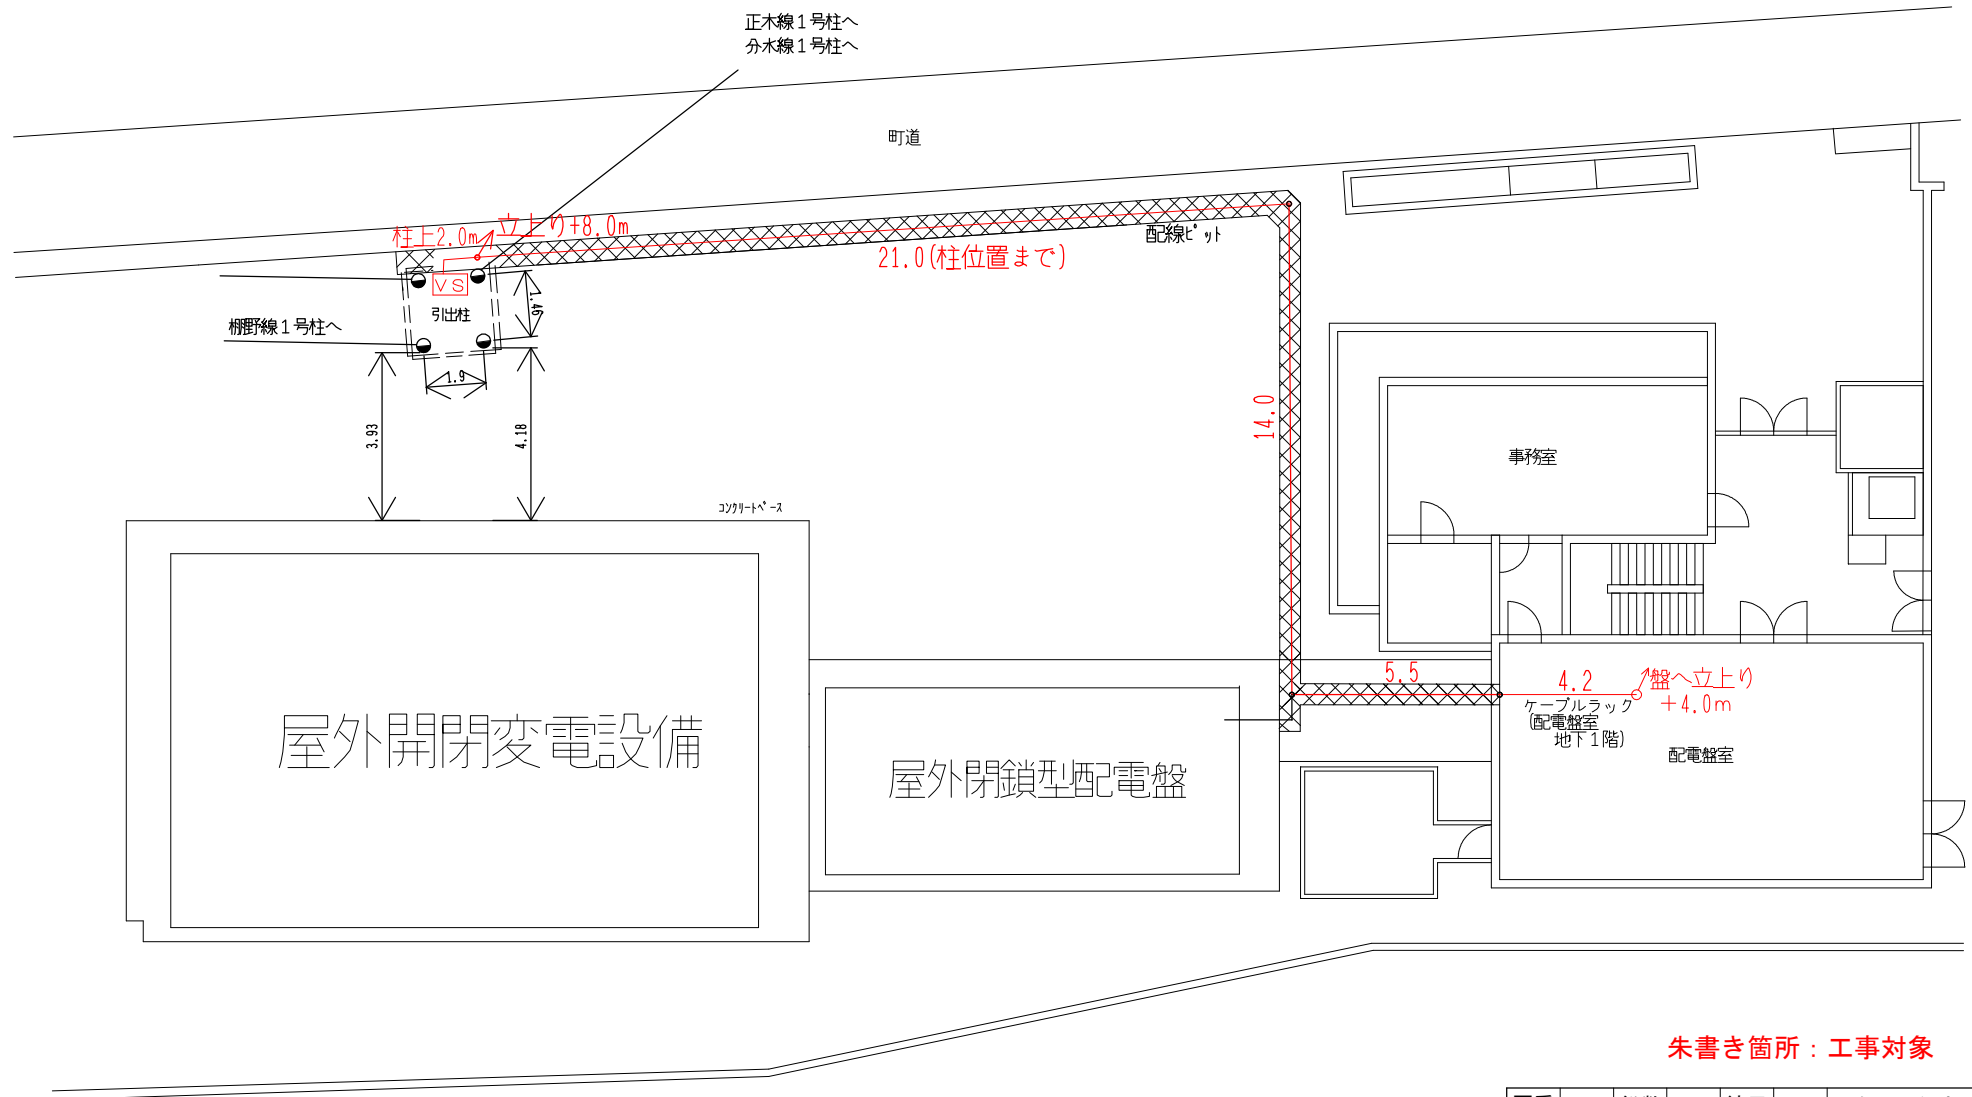 正木線１号柱へ
分水線１号柱へ
町道
柱上2.0m
立上り+8.0m
配線ﾋﾟｯﾄ
21.0(柱位置まで)
VS
引出柱
1.46
棚野線１号柱へ
1.9
3.93
4.18
14.0
事務室
ｺﾝｸﾘｰﾄﾍﾞｰｽ
5.5
4.2
盤へ立上り
+4.0m
ケーブルラック
(配電盤室
地下１階)
配電盤室
屋外開閉変電設備
屋外閉鎖型配電盤
朱書き箇所：工事対象